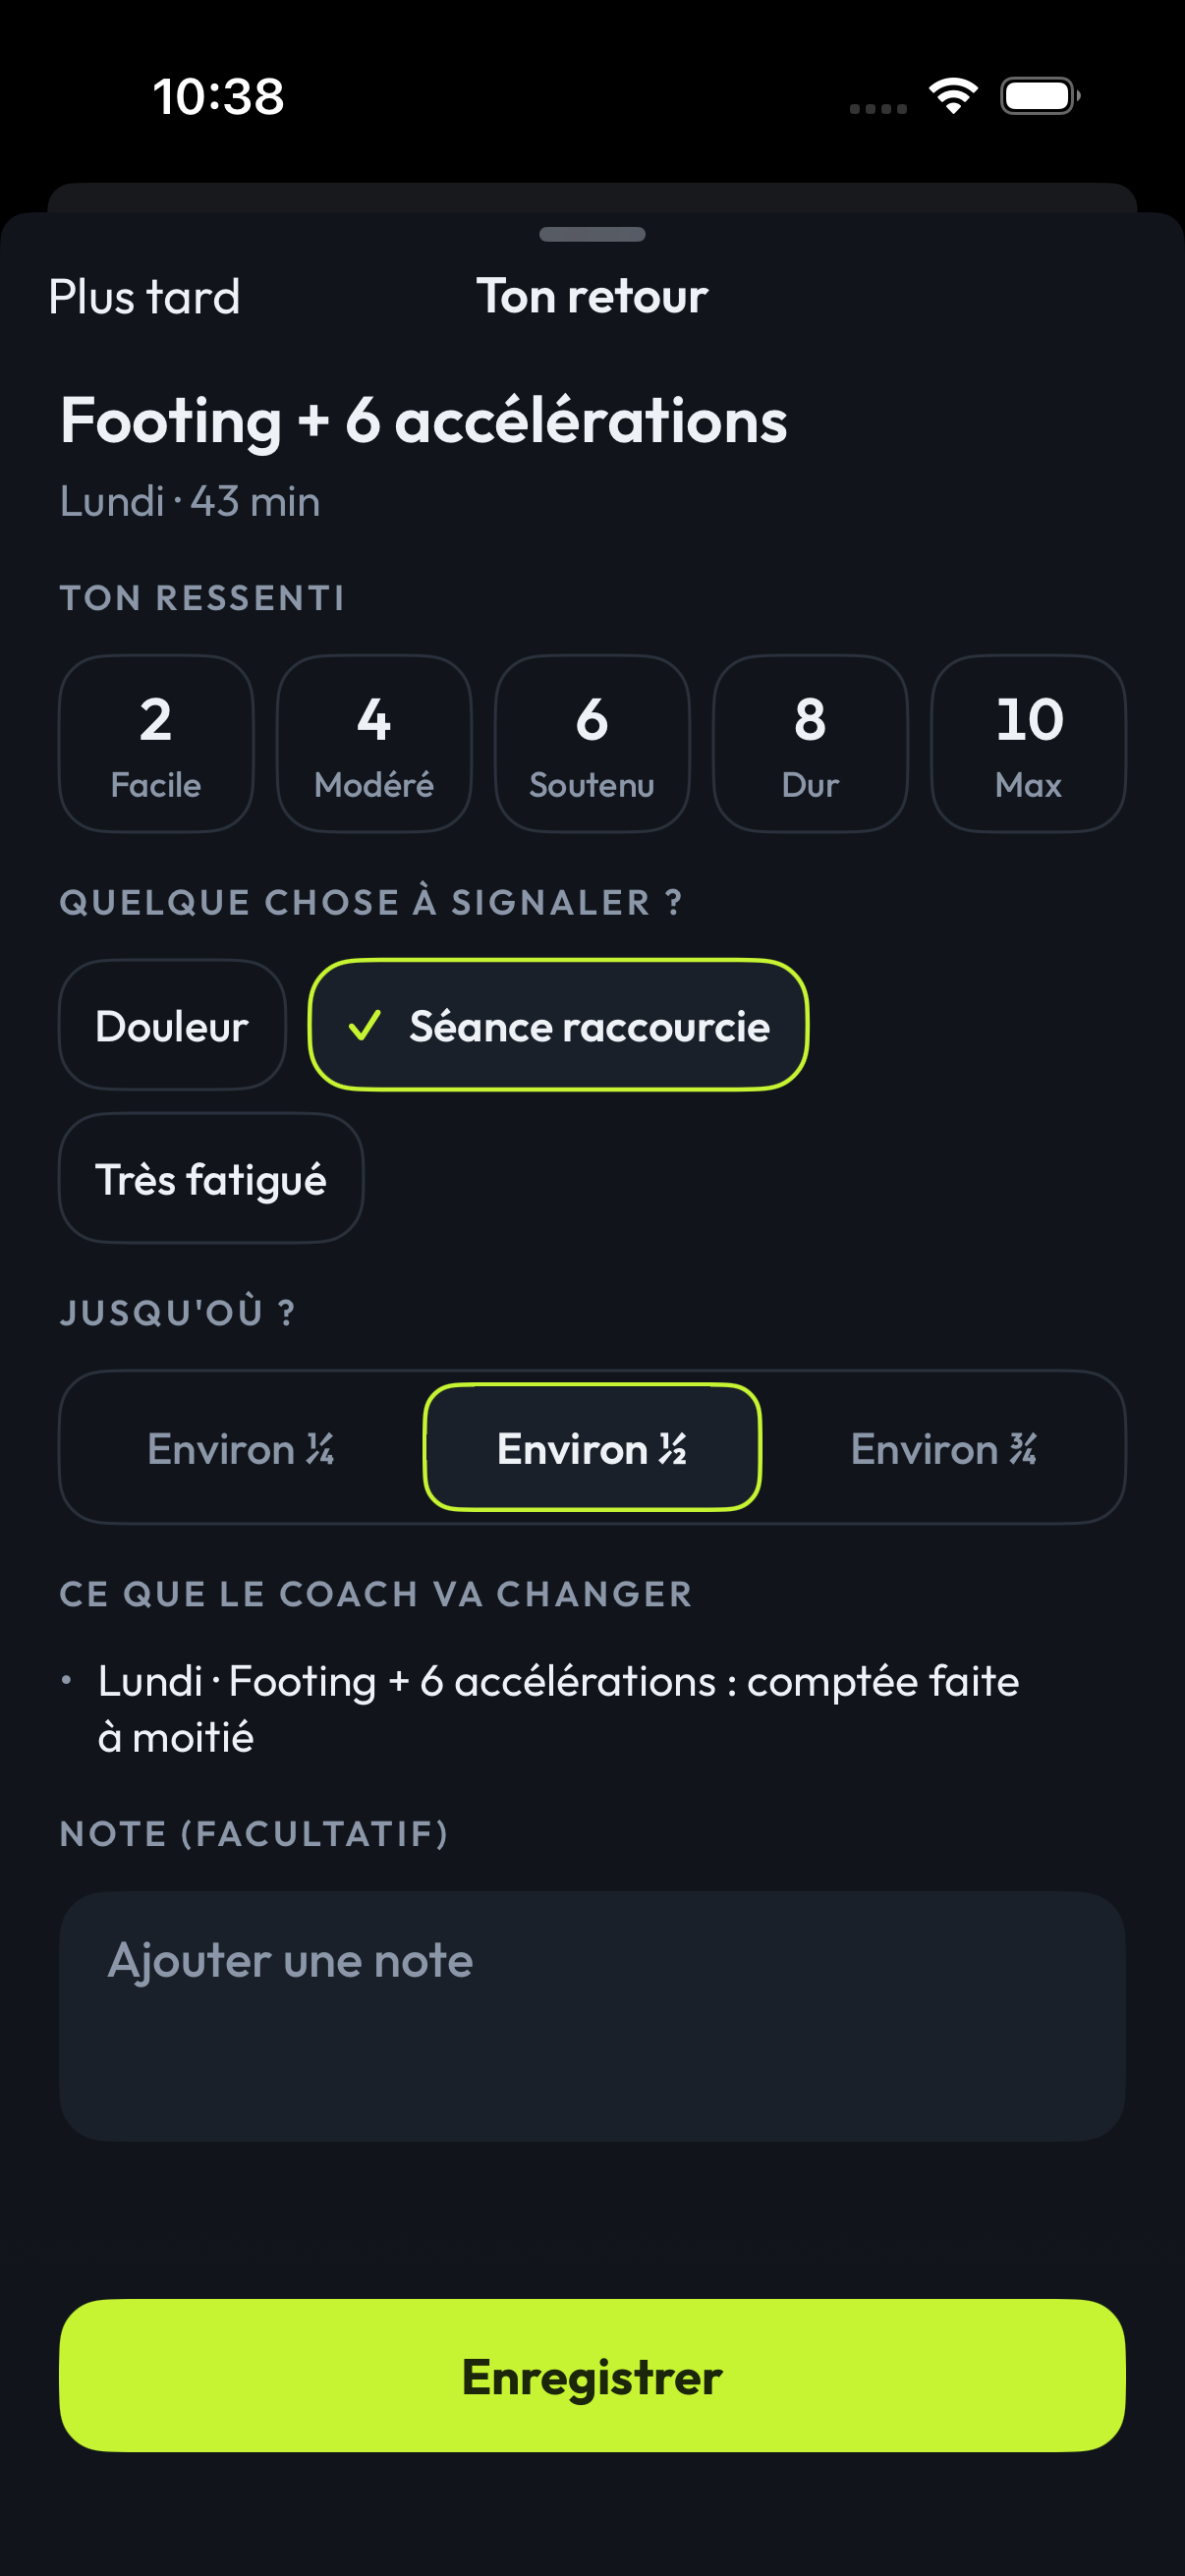 10:38
Plus tard
Ton retour
Footing + 6 accélérations
Lundi · 43 min
TON RESSENTI
2 4 6 8 10
Facile Modéré Soutenu Dur Max
QUELQUE CHOSE À SIGNALER ?
Douleur ✓ Séance raccourcie
Très fatigué
JUSQU'OÙ ?
Environ ¼ Environ ½ Environ ¾
CE QUE LE COACH VA CHANGER
• Lundi · Footing + 6 accélérations : comptée faite
à moitié
NOTE (FACULTATIF)
Ajouter une note
Enregistrer